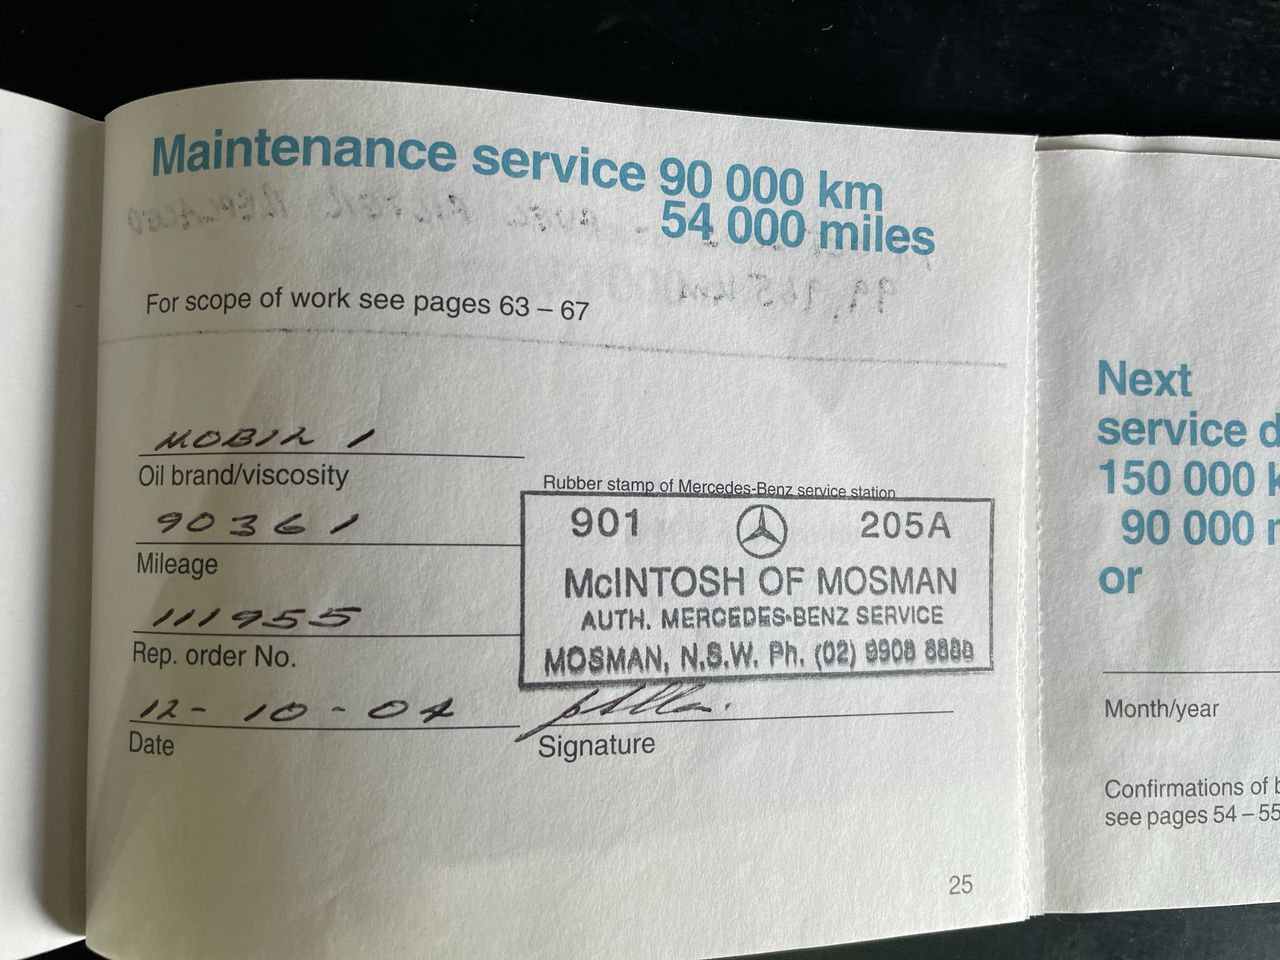 Maintenance service 90 000 km
54 000 miles
For scope of work see pages 63 – 67
MOBIL 1
Oil brand/viscosity
90361
Mileage
111955
Rep. order No.
12-10-04
Date
Rubber stamp of Mercedes-Benz service station
901 205A
McINTOSH OF MOSMAN
AUTH. MERCEDES-BENZ SERVICE
MOSMAN, N.S.W. Ph. (02) 9908 8888
Signature
25
Next
service d
150 000 k
90 000 m
or
Month/year
Confirmations of b
see pages 54 – 55